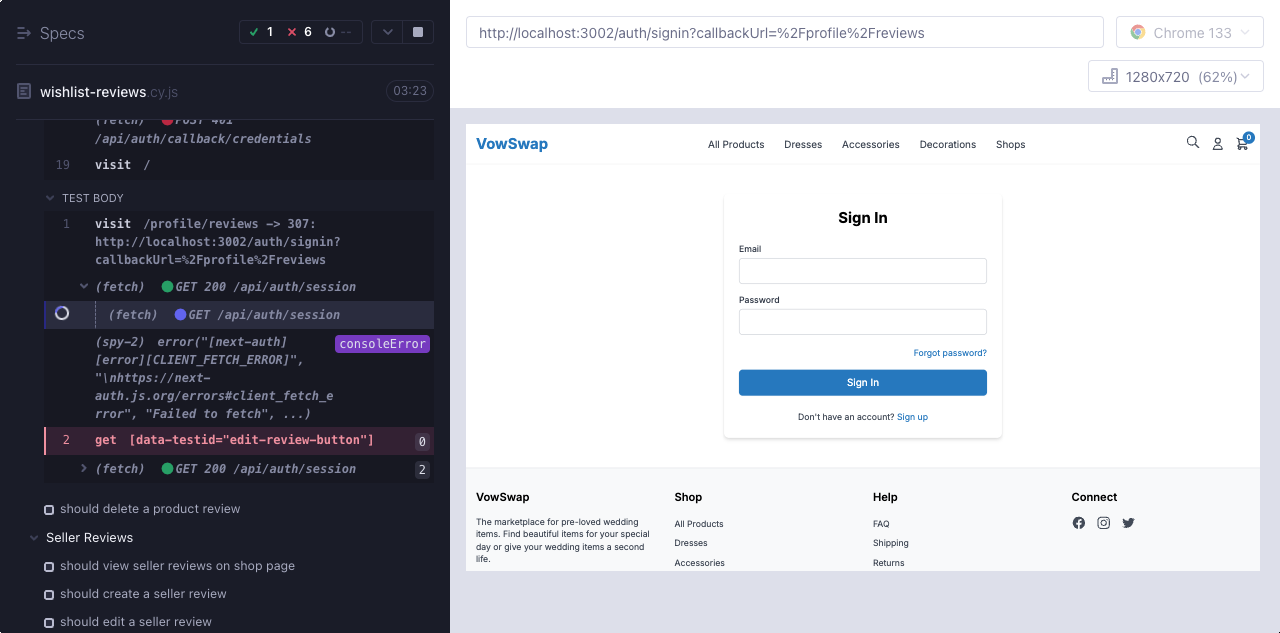 Specs
1
6
--
wishlist-reviews.cy.js
03:23
(fetch) POST 401
/api/auth/callback/credentials
19 visit /
TEST BODY
1 visit /profile/reviews -> 307:
http://localhost:3002/auth/signin?
callbackUrl=%2Fprofile%2Freviews
(fetch) GET 200 /api/auth/session
(fetch) GET /api/auth/session
(spy-2) error("[next-auth]
consoleError
[error][CLIENT_FETCH_ERROR]",
"\nhttps://next-
auth.js.org/errors#client_fetch_e
rror", "Failed to fetch", ...)
2 get [data-testid="edit-review-button"] 0
(fetch) GET 200 /api/auth/session 2
should delete a product review
Seller Reviews
should view seller reviews on shop page
should create a seller review
should edit a seller review
http://localhost:3002/auth/signin?callbackUrl=%2Fprofile%2Freviews
Chrome 133
1280x720 (62%)
VowSwap
All Products
Dresses
Accessories
Decorations
Shops
0
Sign In
Email
Password
Forgot password?
Sign In
Don't have an account? Sign up
VowSwap
The marketplace for pre-loved wedding
items. Find beautiful items for your special
day or give your wedding items a second
life.
Shop
All Products
Dresses
Accessories
Help
FAQ
Shipping
Returns
Connect